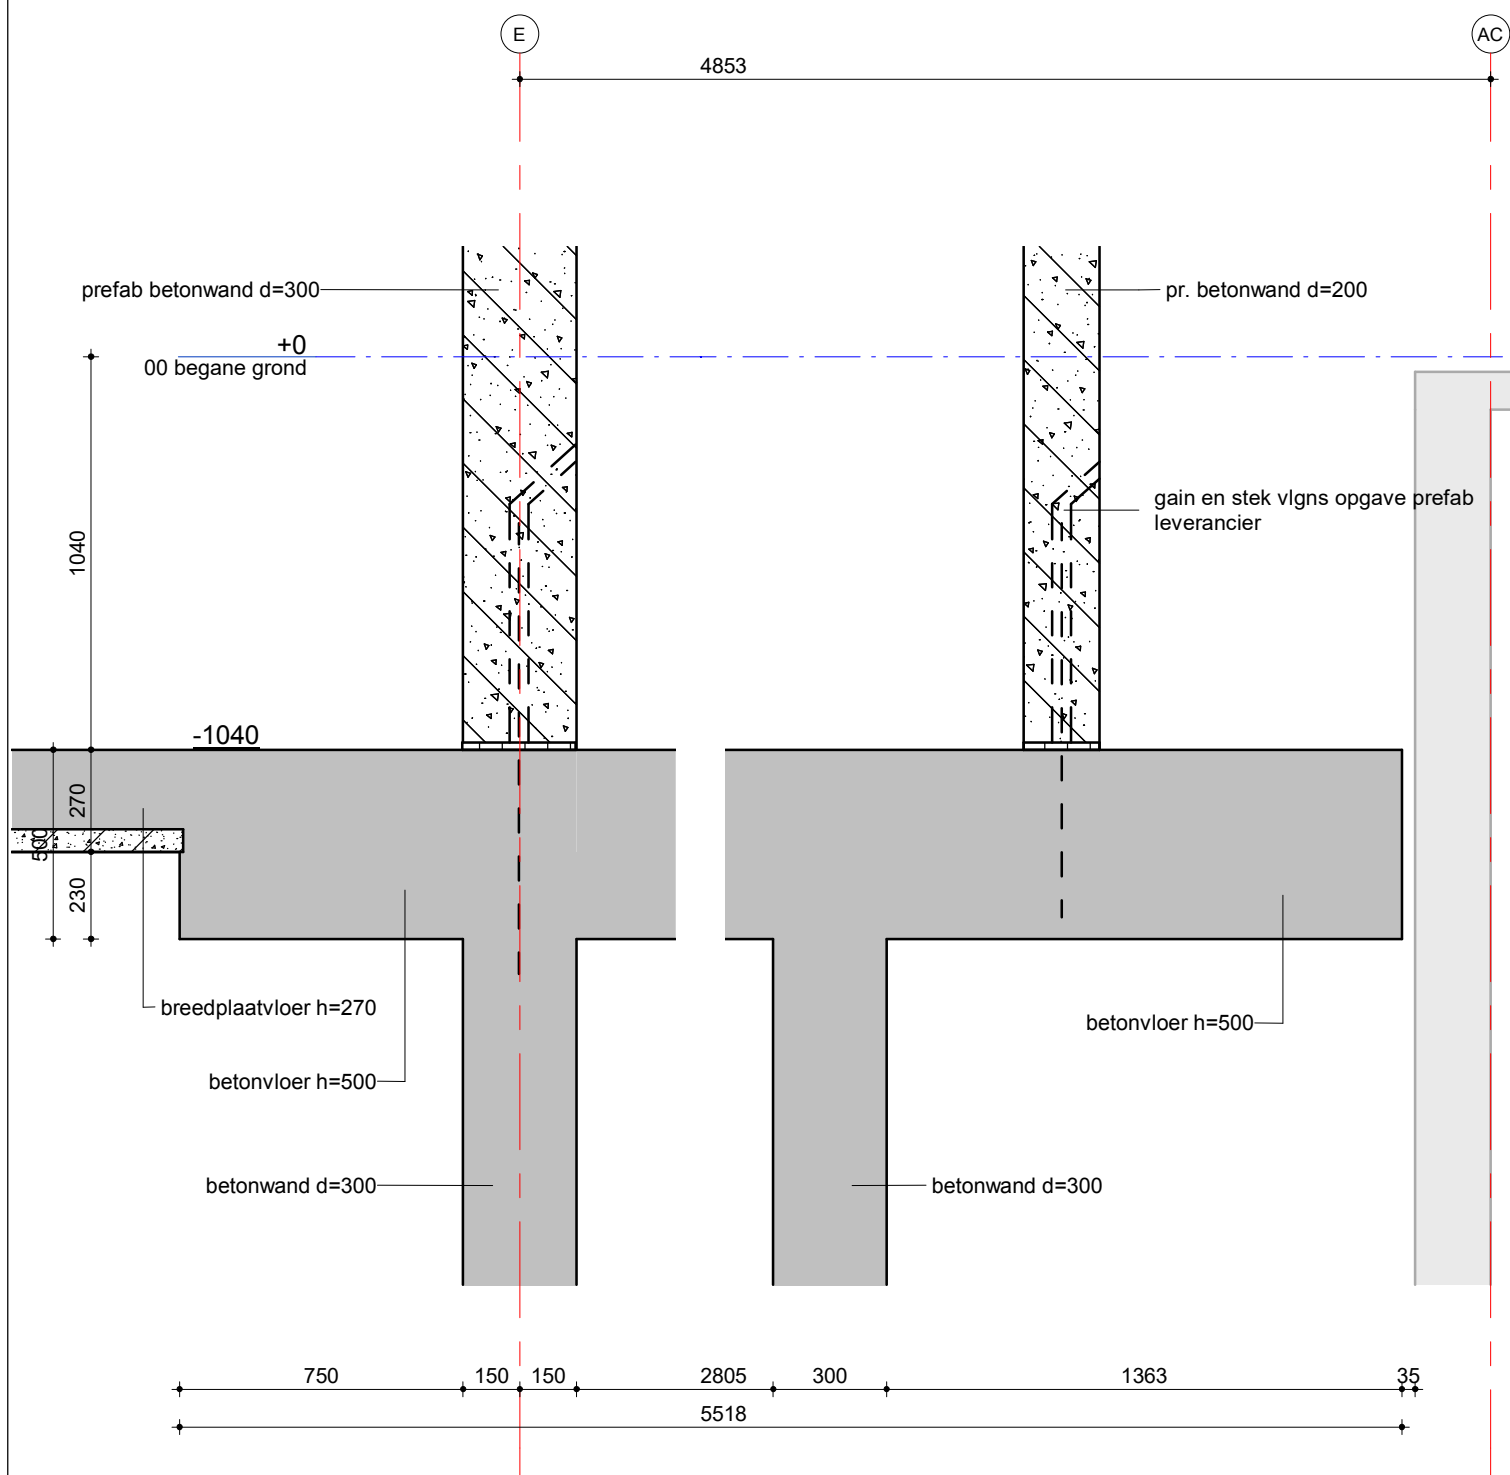 E
AC
4853
prefab betonwand d=300
pr. betonwand d=200
+0
00 begane grond
gain en stek vlgns opgave prefab
leverancier
1040
-1040
270
500
230
breedplaatvloer h=270
betonvloer h=500
betonvloer h=500
betonwand d=300
betonwand d=300
750
150
150
2805
300
1363
35
5518